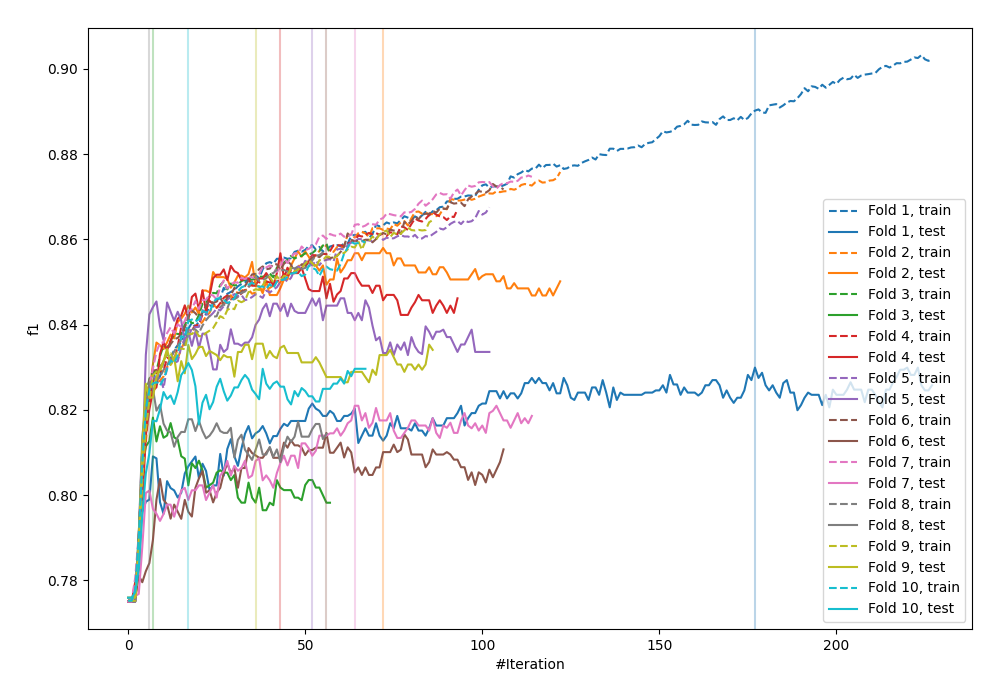 0.90
0.88
0.86
0.84
0.82
0.80
0.78
f1
0
50
100
150
200
#Iteration
Fold 1, train
Fold 1, test
Fold 2, train
Fold 2, test
Fold 3, train
Fold 3, test
Fold 4, train
Fold 4, test
Fold 5, train
Fold 5, test
Fold 6, train
Fold 6, test
Fold 7, train
Fold 7, test
Fold 8, train
Fold 8, test
Fold 9, train
Fold 9, test
Fold 10, train
Fold 10, test